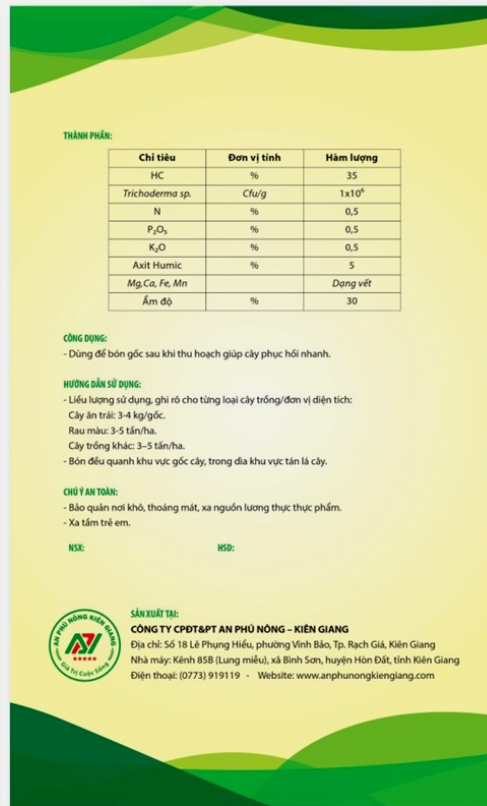 THÀNH PHẦN:
Chỉ tiêu Đơn vị tính Hàm lượng
HC % 35
Trichoderma sp. Cfu/g 1x10⁶
N % 0,5
P₂O₅ % 0,5
K₂O % 0,5
Axit Humic % 5
Mg,Ca, Fe, Mn Dạng vết
Ẩm độ % 30
CÔNG DỤNG:
- Dùng để bón gốc sau khi thu hoạch giúp cây phục hồi nhanh.
HƯỚNG DẪN SỬ DỤNG:
- Liều lượng sử dụng, ghi rõ cho từng loại cây trồng/đơn vị diện tích:
Cây ăn trái: 3-4 kg/gốc.
Rau màu: 3-5 tấn/ha.
Cây trồng khác: 3–5 tấn/ha.
- Bón đều quanh khu vực gốc cây, trong dìa khu vực tán lá cây.
CHÚ Ý AN TOÀN:
- Bảo quản nơi khô, thoáng mát, xa nguồn lương thực thực phẩm.
- Xa tầm trẻ em.
NSX: HSD:
AN PHÚ NÔNG KIÊN GIANG
Giá Trị Cuộc Sống
SẢN XUẤT TẠI:
CÔNG TY CPĐT&PT AN PHÚ NÔNG – KIÊN GIANG
Địa chỉ: Số 18 Lê Phụng Hiểu, phường Vĩnh Bảo, Tp. Rạch Giá, Kiên Giang
Nhà máy: Kênh 85B (Lung miễu), xã Bình Sơn, huyện Hòn Đất, tỉnh Kiên Giang
Điện thoại: (0773) 919119 - Website: www.anphunongkiengiang.com